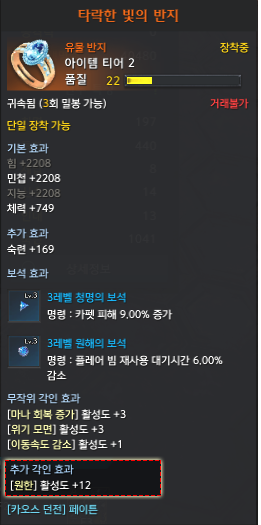 타락한 빛의 반지
유물 반지 장착중
아이템 티어 2
품질 22
귀속됨 (3회 밀봉 가능) 거래불가
단일 장착 가능
기본 효과
힘 +2208
민첩 +2208
지능 +2208
체력 +749
추가 효과
숙련 +169
보석 효과
Lv.3 3레벨 청명의 보석
명령 : 카펫 피해 9.00% 증가
Lv.3 3레벨 원해의 보석
명령 : 플레어 빔 재사용 대기시간 6.00%
감소
무작위 각인 효과
[마나 회복 증가] 활성도 +3
[위기 모면] 활성도 +3
[이동속도 감소] 활성도 +1
추가 각인 효과
[원한] 활성도 +12
[카오스 던전] 페이튼